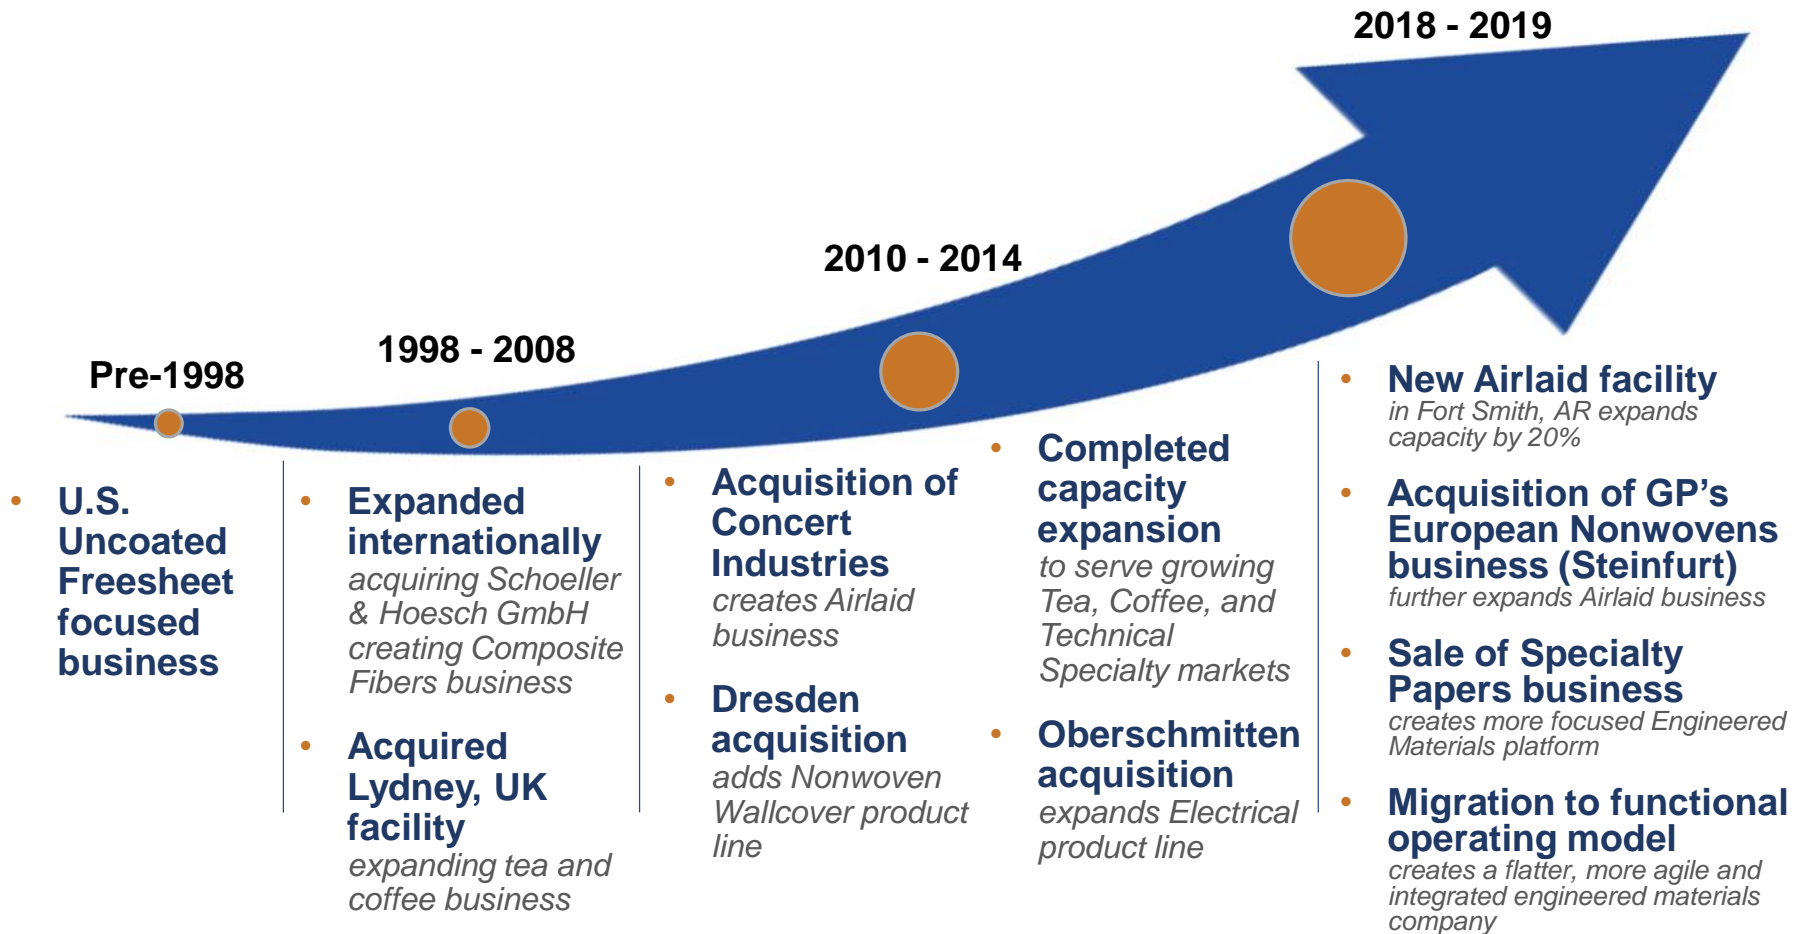 Pre-1998
• U.S.
Uncoated
Freesheet
focused
business
1998 - 2008
• Expanded
internationally
acquiring Schoeller
& Hoesch GmbH
creating Composite
Fibers business
• Acquired
Lydney, UK
facility
expanding tea and
coffee business
2010 - 2014
• Acquisition of
Concert
Industries
creates Airlaid
business
• Dresden
acquisition
adds Nonwoven
Wallcover product
line
• Completed
capacity
expansion
to serve growing
Tea, Coffee, and
Technical
Specialty markets
• Oberschmitten
acquisition
expands Electrical
product line
2018 - 2019
• New Airlaid facility
in Fort Smith, AR expands
capacity by 20%
• Acquisition of GP’s
European Nonwovens
business (Steinfurt)
further expands Airlaid business
• Sale of Specialty
Papers business
creates more focused Engineered
Materials platform
• Migration to functional
operating model
creates a flatter, more agile and
integrated engineered materials
company